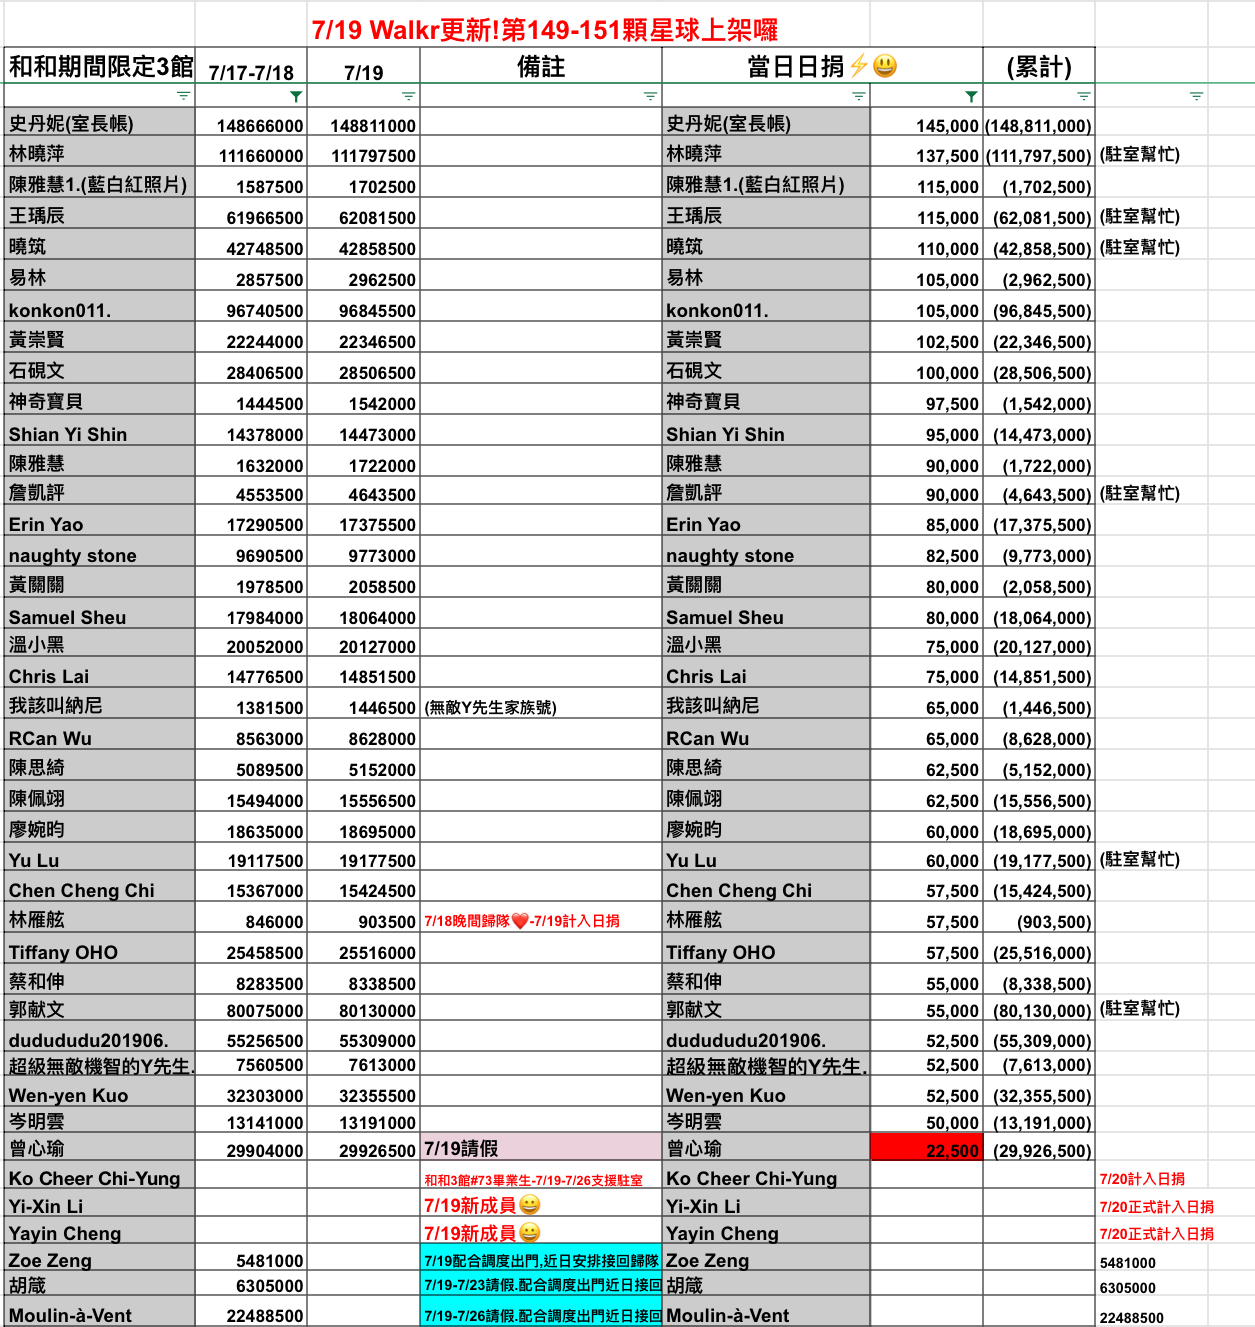 7/19 Walkr更新!第149-151顆星球上架囉
和和期間限定3館 7/17-7/18 7/19 備註 當日日捐⚡😃 (累計)
史丹妮(室長帳) 148666000 148811000 史丹妮(室長帳) 145,000 (148,811,000)
林曉萍 111660000 111797500 林曉萍 137,500 (111,797,500) (駐室幫忙)
陳雅慧1.(藍白紅照片) 1587500 1702500 陳雅慧1.(藍白紅照片) 115,000 (1,702,500)
王瑀辰 61966500 62081500 王瑀辰 115,000 (62,081,500) (駐室幫忙)
曉筑 42748500 42858500 曉筑 110,000 (42,858,500) (駐室幫忙)
易林 2857500 2962500 易林 105,000 (2,962,500)
konkon011. 96740500 96845500 konkon011. 105,000 (96,845,500)
黃崇賢 22244000 22346500 黃崇賢 102,500 (22,346,500)
石硯文 28406500 28506500 石硯文 100,000 (28,506,500)
神奇寶貝 1444500 1542000 神奇寶貝 97,500 (1,542,000)
Shian Yi Shin 14378000 14473000 Shian Yi Shin 95,000 (14,473,000)
陳雅慧 1632000 1722000 陳雅慧 90,000 (1,722,000)
詹凱評 4553500 4643500 詹凱評 90,000 (4,643,500) (駐室幫忙)
Erin Yao 17290500 17375500 Erin Yao 85,000 (17,375,500)
naughty stone 9690500 9773000 naughty stone 82,500 (9,773,000)
黃關關 1978500 2058500 黃關關 80,000 (2,058,500)
Samuel Sheu 17984000 18064000 Samuel Sheu 80,000 (18,064,000)
溫小黑 20052000 20127000 溫小黑 75,000 (20,127,000)
Chris Lai 14776500 14851500 Chris Lai 75,000 (14,851,500)
我該叫納尼 1381500 1446500 (無敵Y先生家族號) 我該叫納尼 65,000 (1,446,500)
RCan Wu 8563000 8628000 RCan Wu 65,000 (8,628,000)
陳思綺 5089500 5152000 陳思綺 62,500 (5,152,000)
陳佩翊 15494000 15556500 陳佩翊 62,500 (15,556,500)
廖婉昀 18635000 18695000 廖婉昀 60,000 (18,695,000)
Yu Lu 19117500 19177500 Yu Lu 60,000 (19,177,500) (駐室幫忙)
Chen Cheng Chi 15367000 15424500 Chen Cheng Chi 57,500 (15,424,500)
林雁舷 846000 903500 7/18晚間歸隊❤️-7/19計入日捐 林雁舷 57,500 (903,500)
Tiffany OHO 25458500 25516000 Tiffany OHO 57,500 (25,516,000)
蔡和伸 8283500 8338500 蔡和伸 55,000 (8,338,500)
郭献文 80075000 80130000 郭献文 55,000 (80,130,000) (駐室幫忙)
dudududu201906. 55256500 55309000 dudududu201906. 52,500 (55,309,000)
超級無敵機智的Y先生. 7560500 7613000 超級無敵機智的Y先生. 52,500 (7,613,000)
Wen-yen Kuo 32303000 32355500 Wen-yen Kuo 52,500 (32,355,500)
岑明雲 13141000 13191000 岑明雲 50,000 (13,191,000)
曾心瑜 29904000 29926500 7/19請假 曾心瑜 22,500 (29,926,500)
Ko Cheer Chi-Yung 和和3館#73畢業生-7/19-7/26支援駐室 Ko Cheer Chi-Yung 7/20計入日捐
Yi-Xin Li 7/19新成員😀 Yi-Xin Li 7/20正式計入日捐
Yayin Cheng 7/19新成員😀 Yayin Cheng 7/20正式計入日捐
Zoe Zeng 5481000 7/19配合調度出門,近日安排接回歸隊 Zoe Zeng 5481000
胡箴 6305000 7/19-7/23請假.配合調度出門近日接回 胡箴 6305000
Moulin-à-Vent 22488500 7/19-7/26請假.配合調度出門近日接回 Moulin-à-Vent 22488500